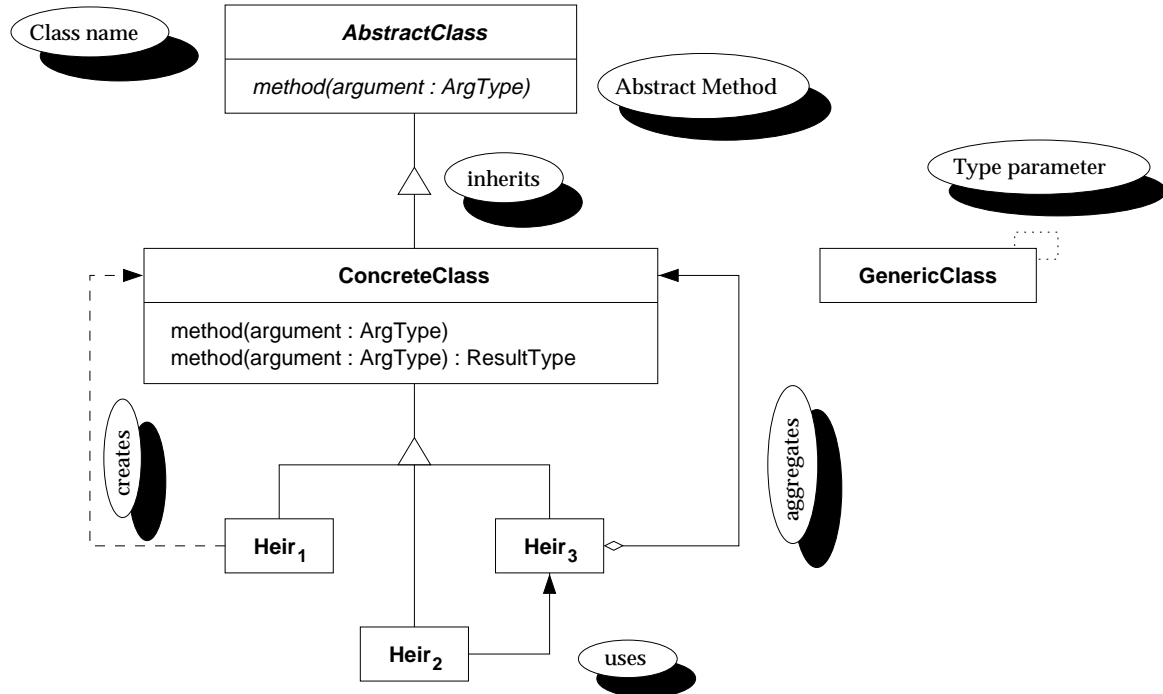 Class name
AbstractClass
method(argument : ArgType)
Abstract Method
inherits
Type parameter
ConcreteClass
GenericClass
method(argument : ArgType)
method(argument : ArgType) : ResultType
creates
aggregates
Heir1
Heir3
Heir2
uses